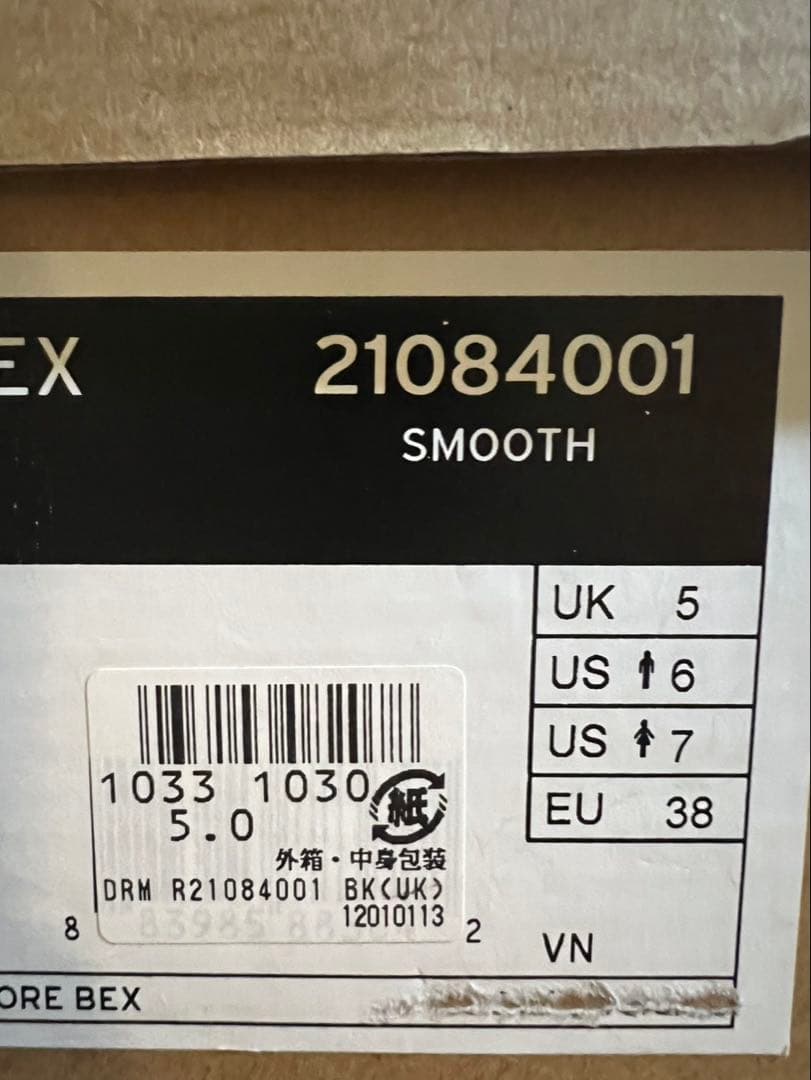 EX 21084001
SMOOTH
UK 5
US 6
US 7
EU 38
1033 1030
5.0
紙
外箱・中身包装
DRM R21084001 BK(UK)
12010113
8 2
VN
ORE BEX